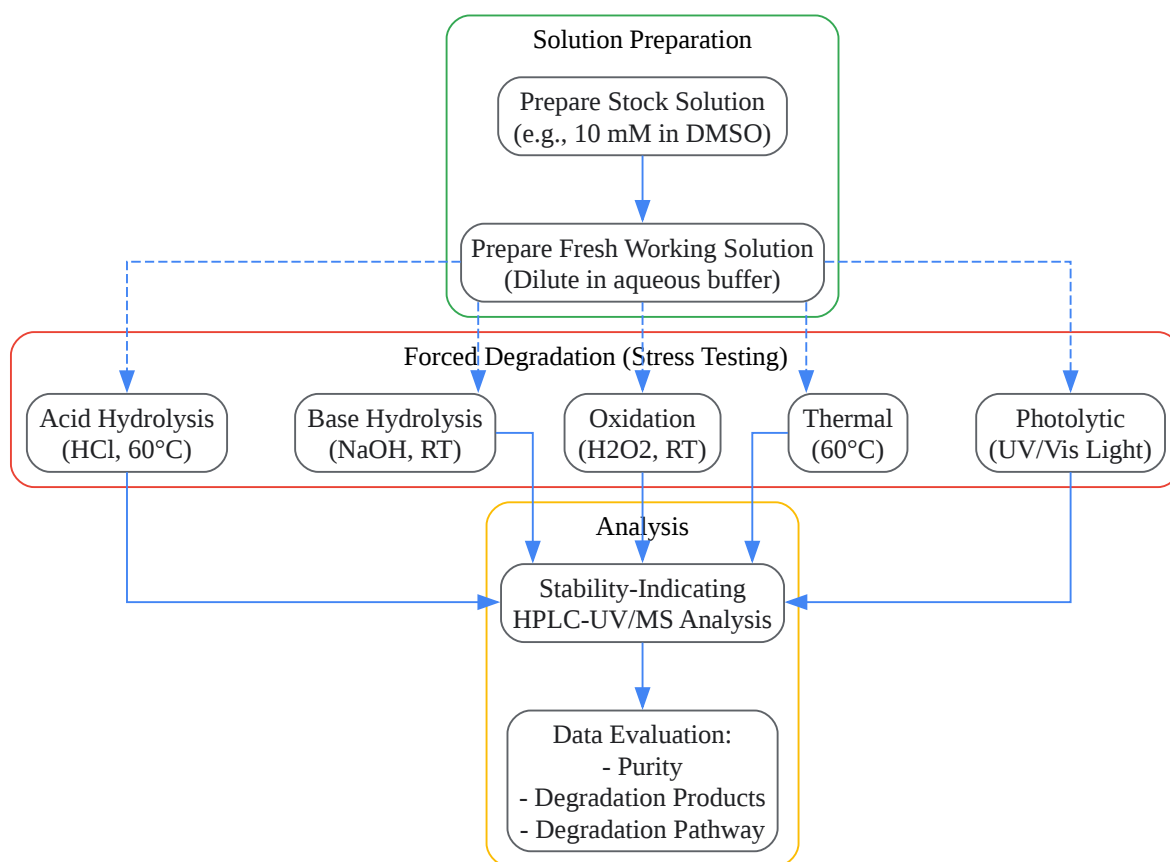 Solution Preparation
Prepare Stock Solution
(e.g., 10 mM in DMSO)
Prepare Fresh Working Solution
(Dilute in aqueous buffer)
Forced Degradation (Stress Testing)
Acid Hydrolysis
(HCl, 60°C)
Base Hydrolysis
(NaOH, RT)
Oxidation
(H2O2, RT)
Thermal
(60°C)
Photolytic
(UV/Vis Light)
Analysis
Stability-Indicating
HPLC-UV/MS Analysis
Data Evaluation:
- Purity
- Degradation Products
- Degradation Pathway